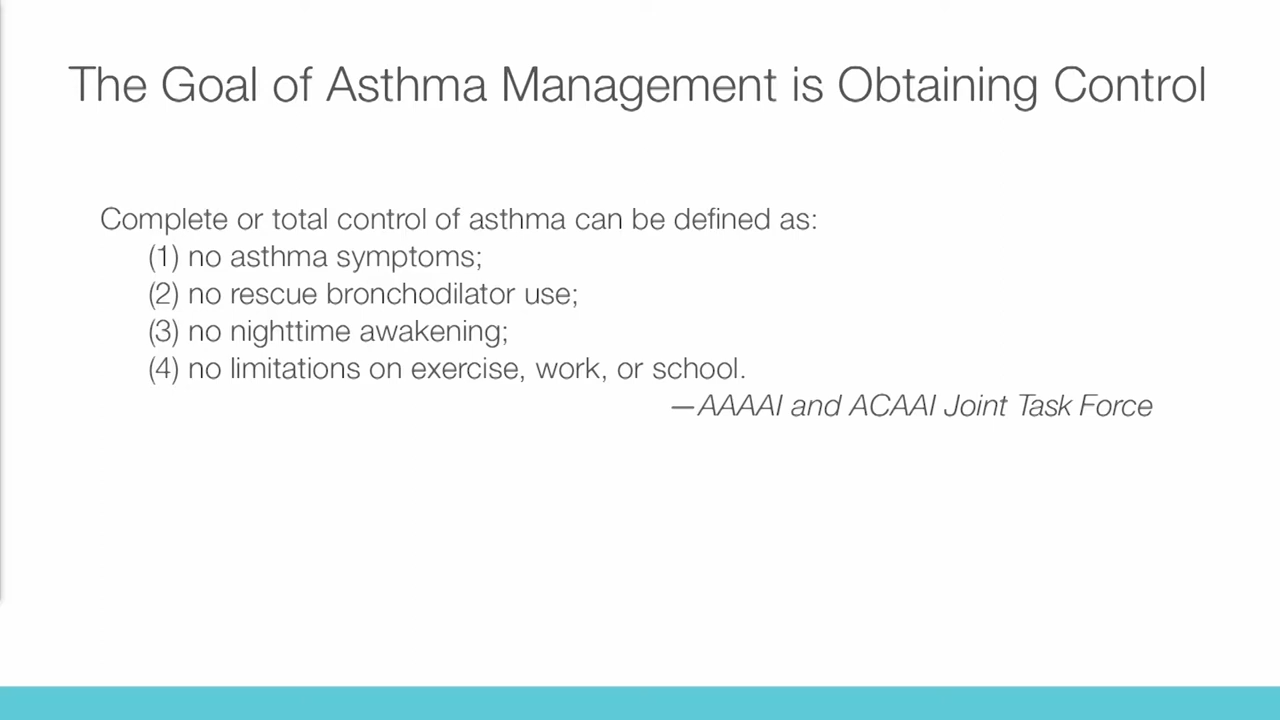 The Goal of Asthma Management is Obtaining Control
Complete or total control of asthma can be defined as:
(1) no asthma symptoms;
(2) no rescue bronchodilator use;
(3) no nighttime awakening;
(4) no limitations on exercise, work, or school.
—AAAAI and ACAAI Joint Task Force